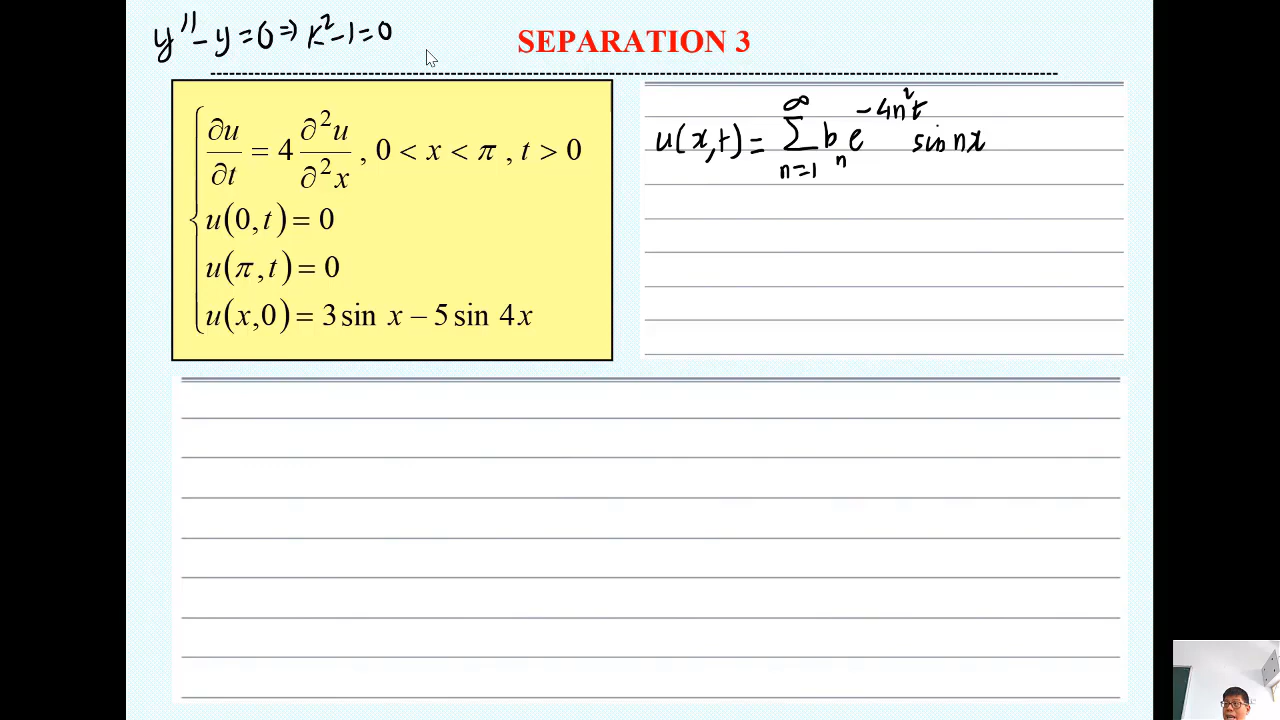 y'' - y = 0 ⇒ k² - 1 = 0
SEPARATION 3
∂u/∂t = 4 ∂²u/∂²x , 0 < x < π , t > 0
u(0,t) = 0
u(π,t) = 0
u(x,0) = 3 sin x − 5 sin 4x
u(x,t) = ∑_{n=1}^{∞} b_n e^{-4n²t} sin nx